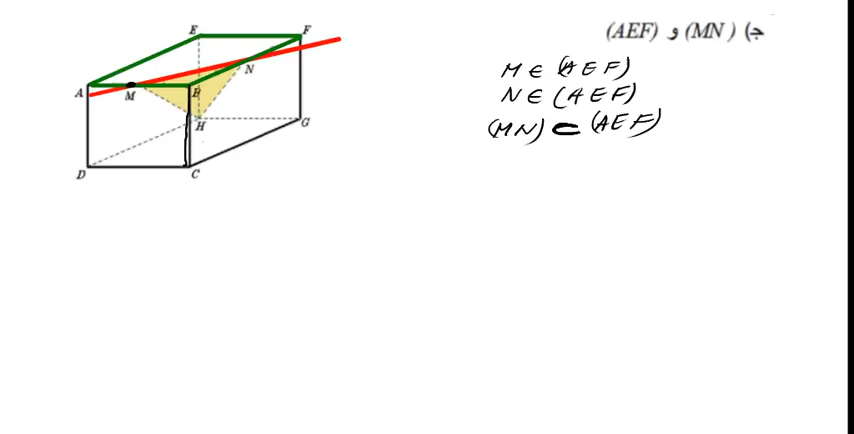 ج) (MN) و (AEF)
M ∈ (AEF)
N ∈ (AEF)
(MN) ⊂ (AEF)
E F
A M B N
H G
D C